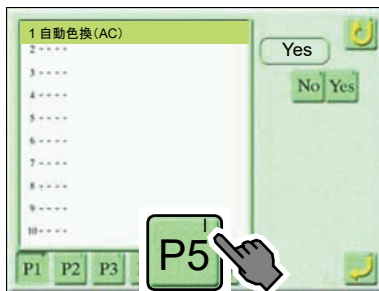 1 自動色換(AC)
2 - - - -
3 - - - -
4 - - - -
5 - - - -
6 - - - -
7 - - - -
8 - - - -
9 - - - -
10 - - - -
Yes
No Yes
P1 P2 P3 P5